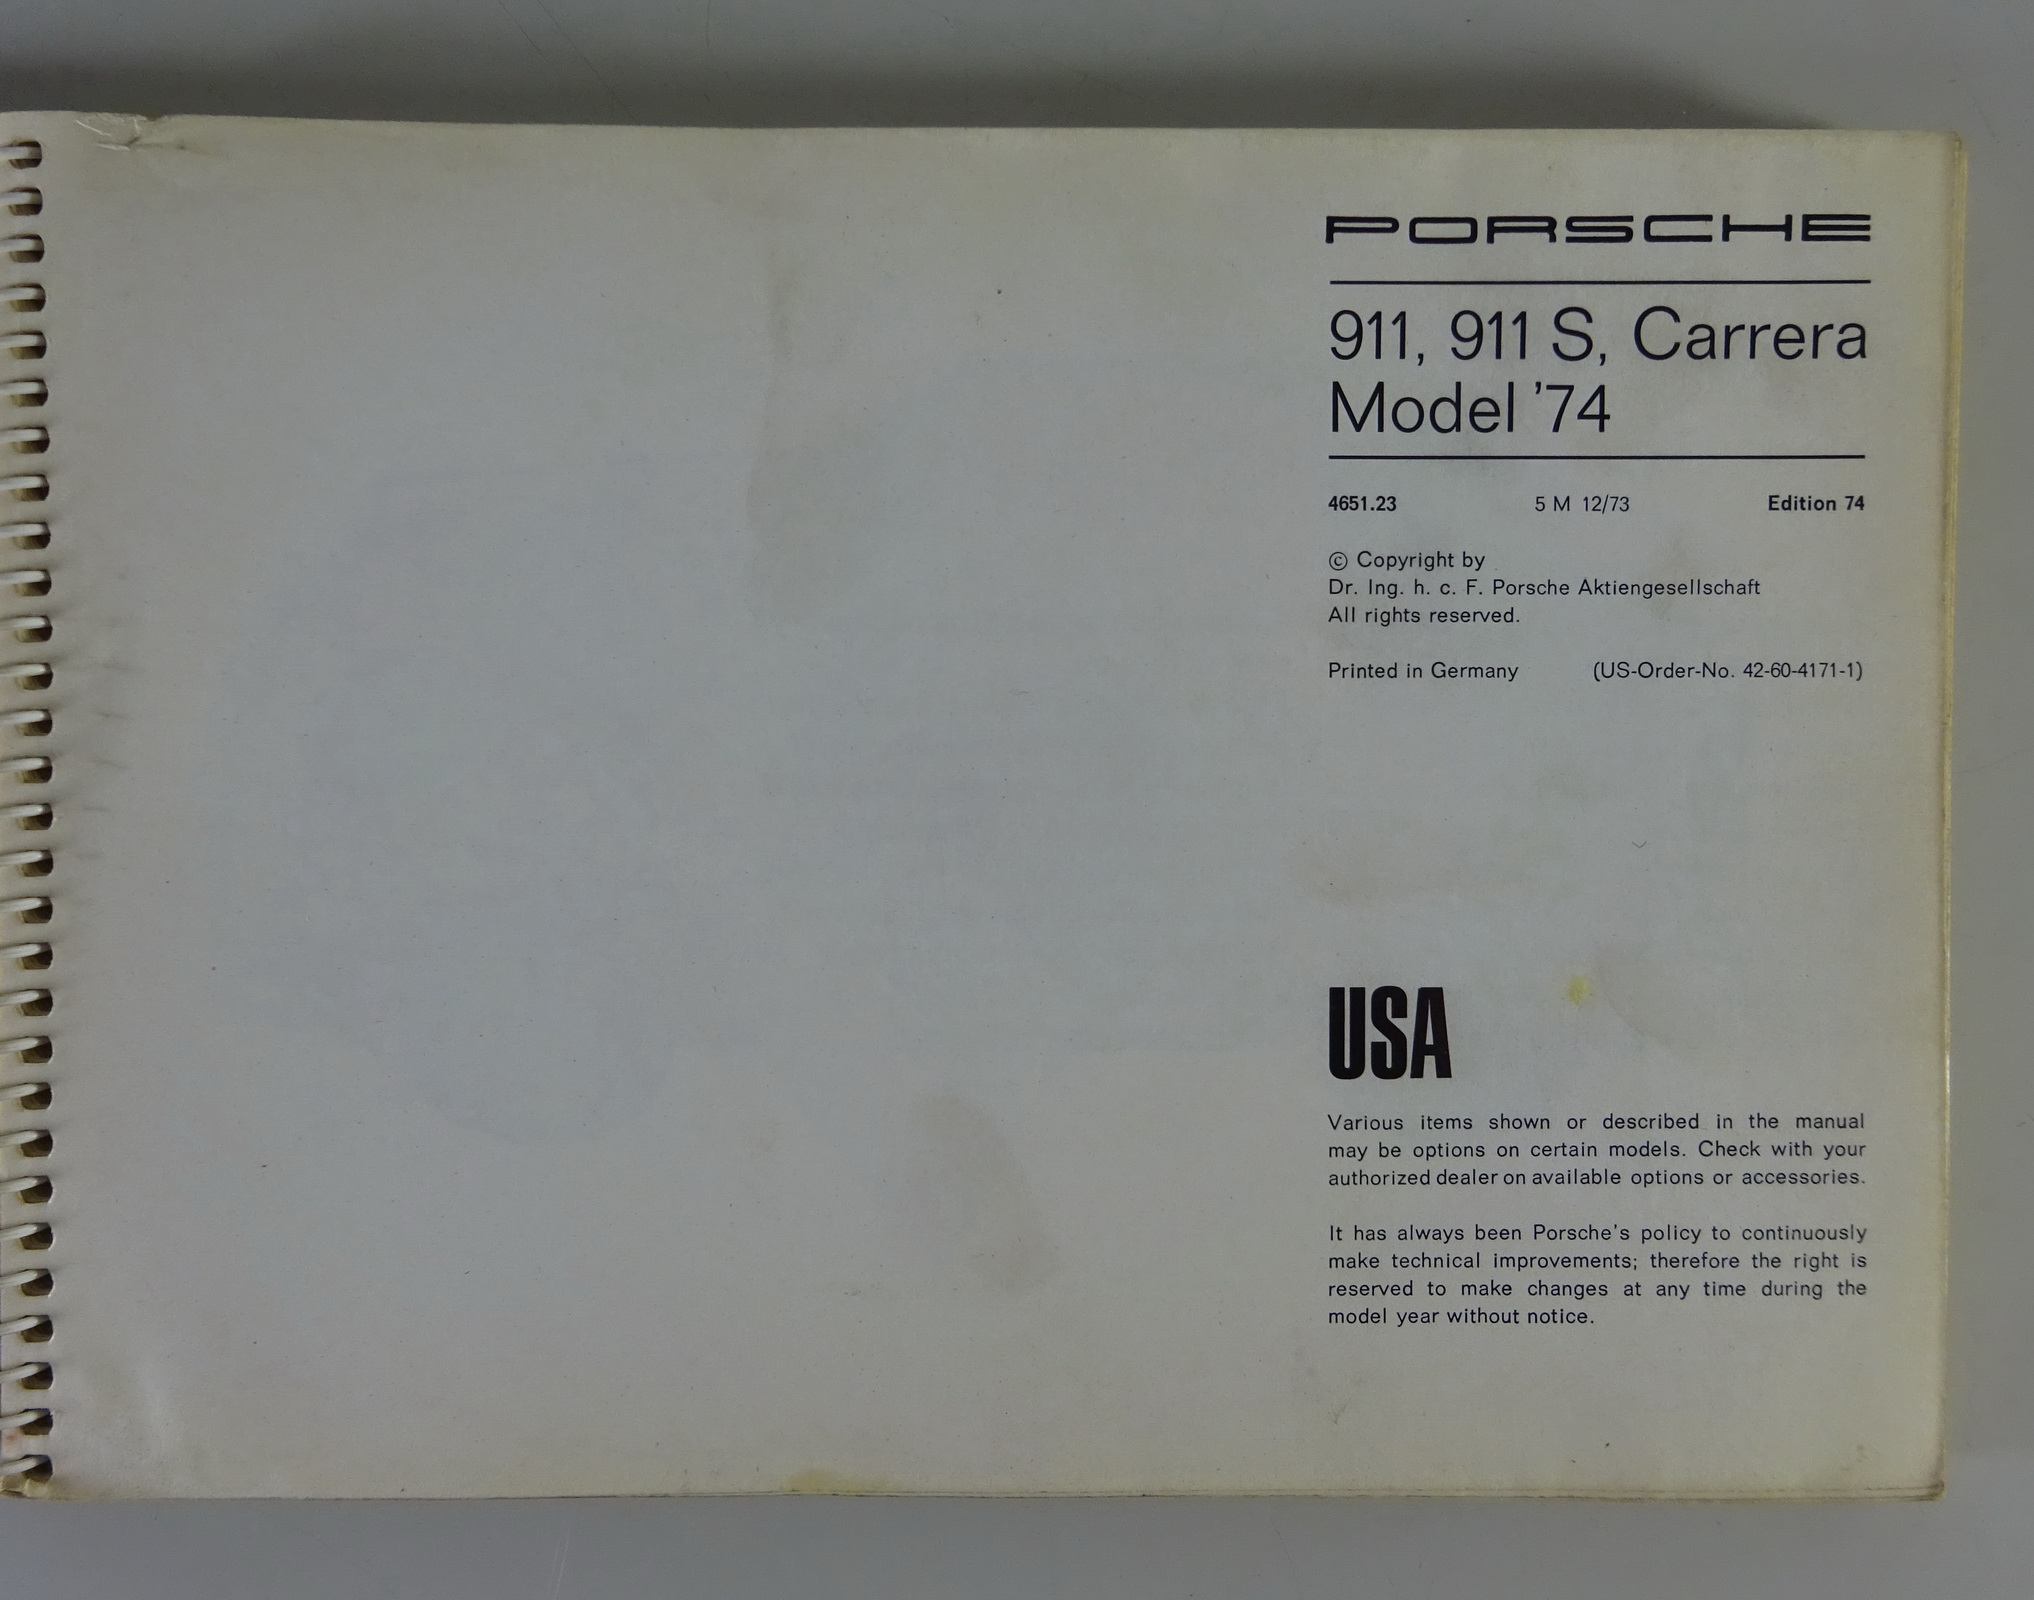 PORSCHE
911, 911 S, Carrera
Model '74
4651.23 5 M 12/73 Edition 74
© Copyright by
Dr. Ing. h. c. F. Porsche Aktiengesellschaft
All rights reserved.
Printed in Germany (US-Order-No. 42-60-4171-1)
USA
Various items shown or described in the manual
may be options on certain models. Check with your
authorized dealer on available options or accessories.
It has always been Porsche's policy to continuously
make technical improvements; therefore the right is
reserved to make changes at any time during the
model year without notice.